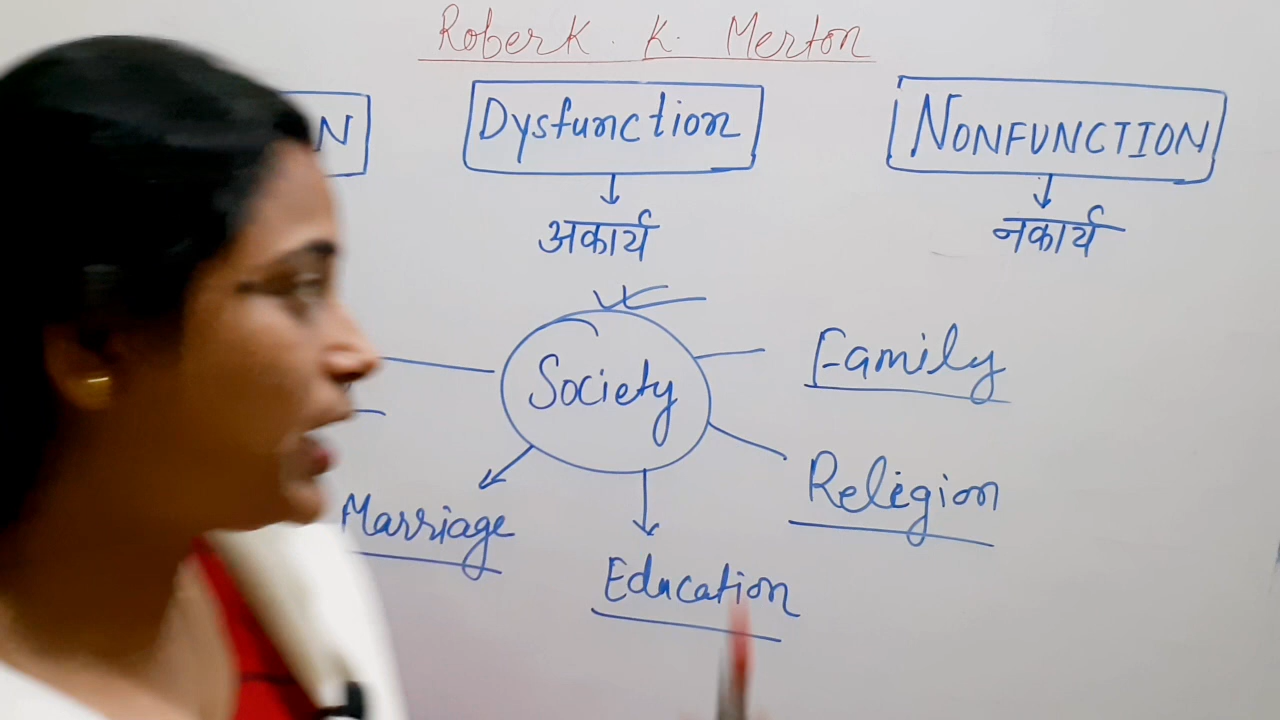 Roberk. K. Merton
Dysfunction
NONFUNCTION
अकार्य
नकार्य
Society
Family
Religion
Marriage
Education